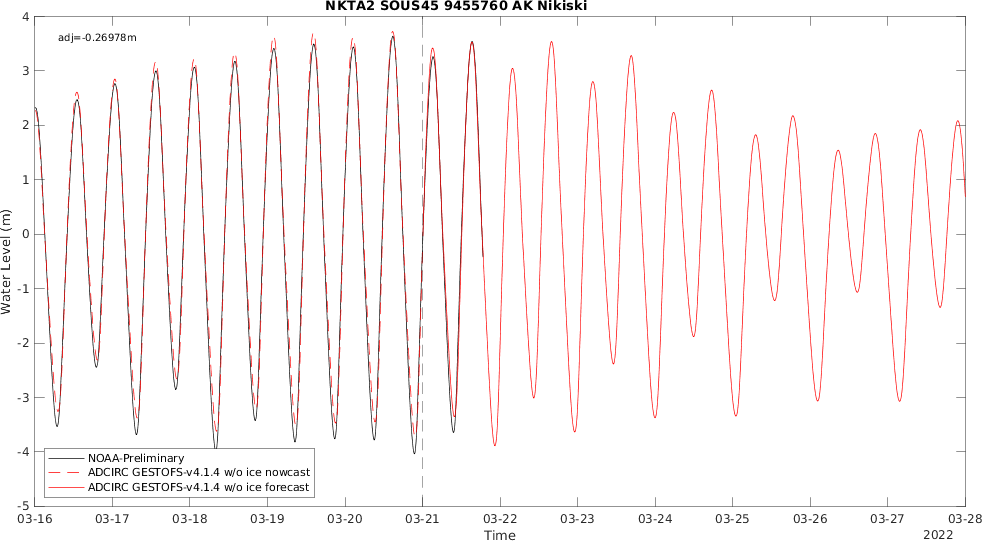 NKTA2 SOUS45 9455760 AK Nikiski
adj=-0.26978m
4
3
2
1
0
-1
-2
-3
-4
-5
Water Level (m)
NOAA-Preliminary
ADCIRC GESTOFS-v4.1.4 w/o ice nowcast
ADCIRC GESTOFS-v4.1.4 w/o ice forecast
03-16 03-17 03-18 03-19 03-20 03-21 03-22 03-23 03-24 03-25 03-26 03-27 03-28
Time
2022